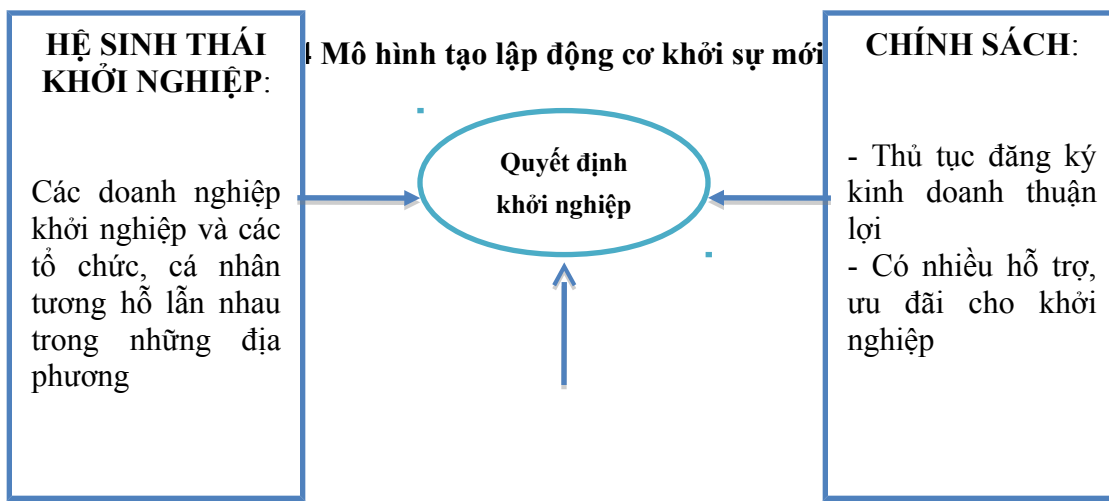 HỆ SINH THÁI
KHỞI NGHIỆP:
Các doanh nghiệp
khởi nghiệp và các
tổ chức, cá nhân
tương hỗ lẫn nhau
trong những địa
phương
Mô hình tạo lập động cơ khởi sự mới
Quyết định
khởi nghiệp
CHÍNH SÁCH:
- Thủ tục đăng ký
kinh doanh thuận
lợi
- Có nhiều hỗ trợ,
ưu đãi cho khởi
nghiệp